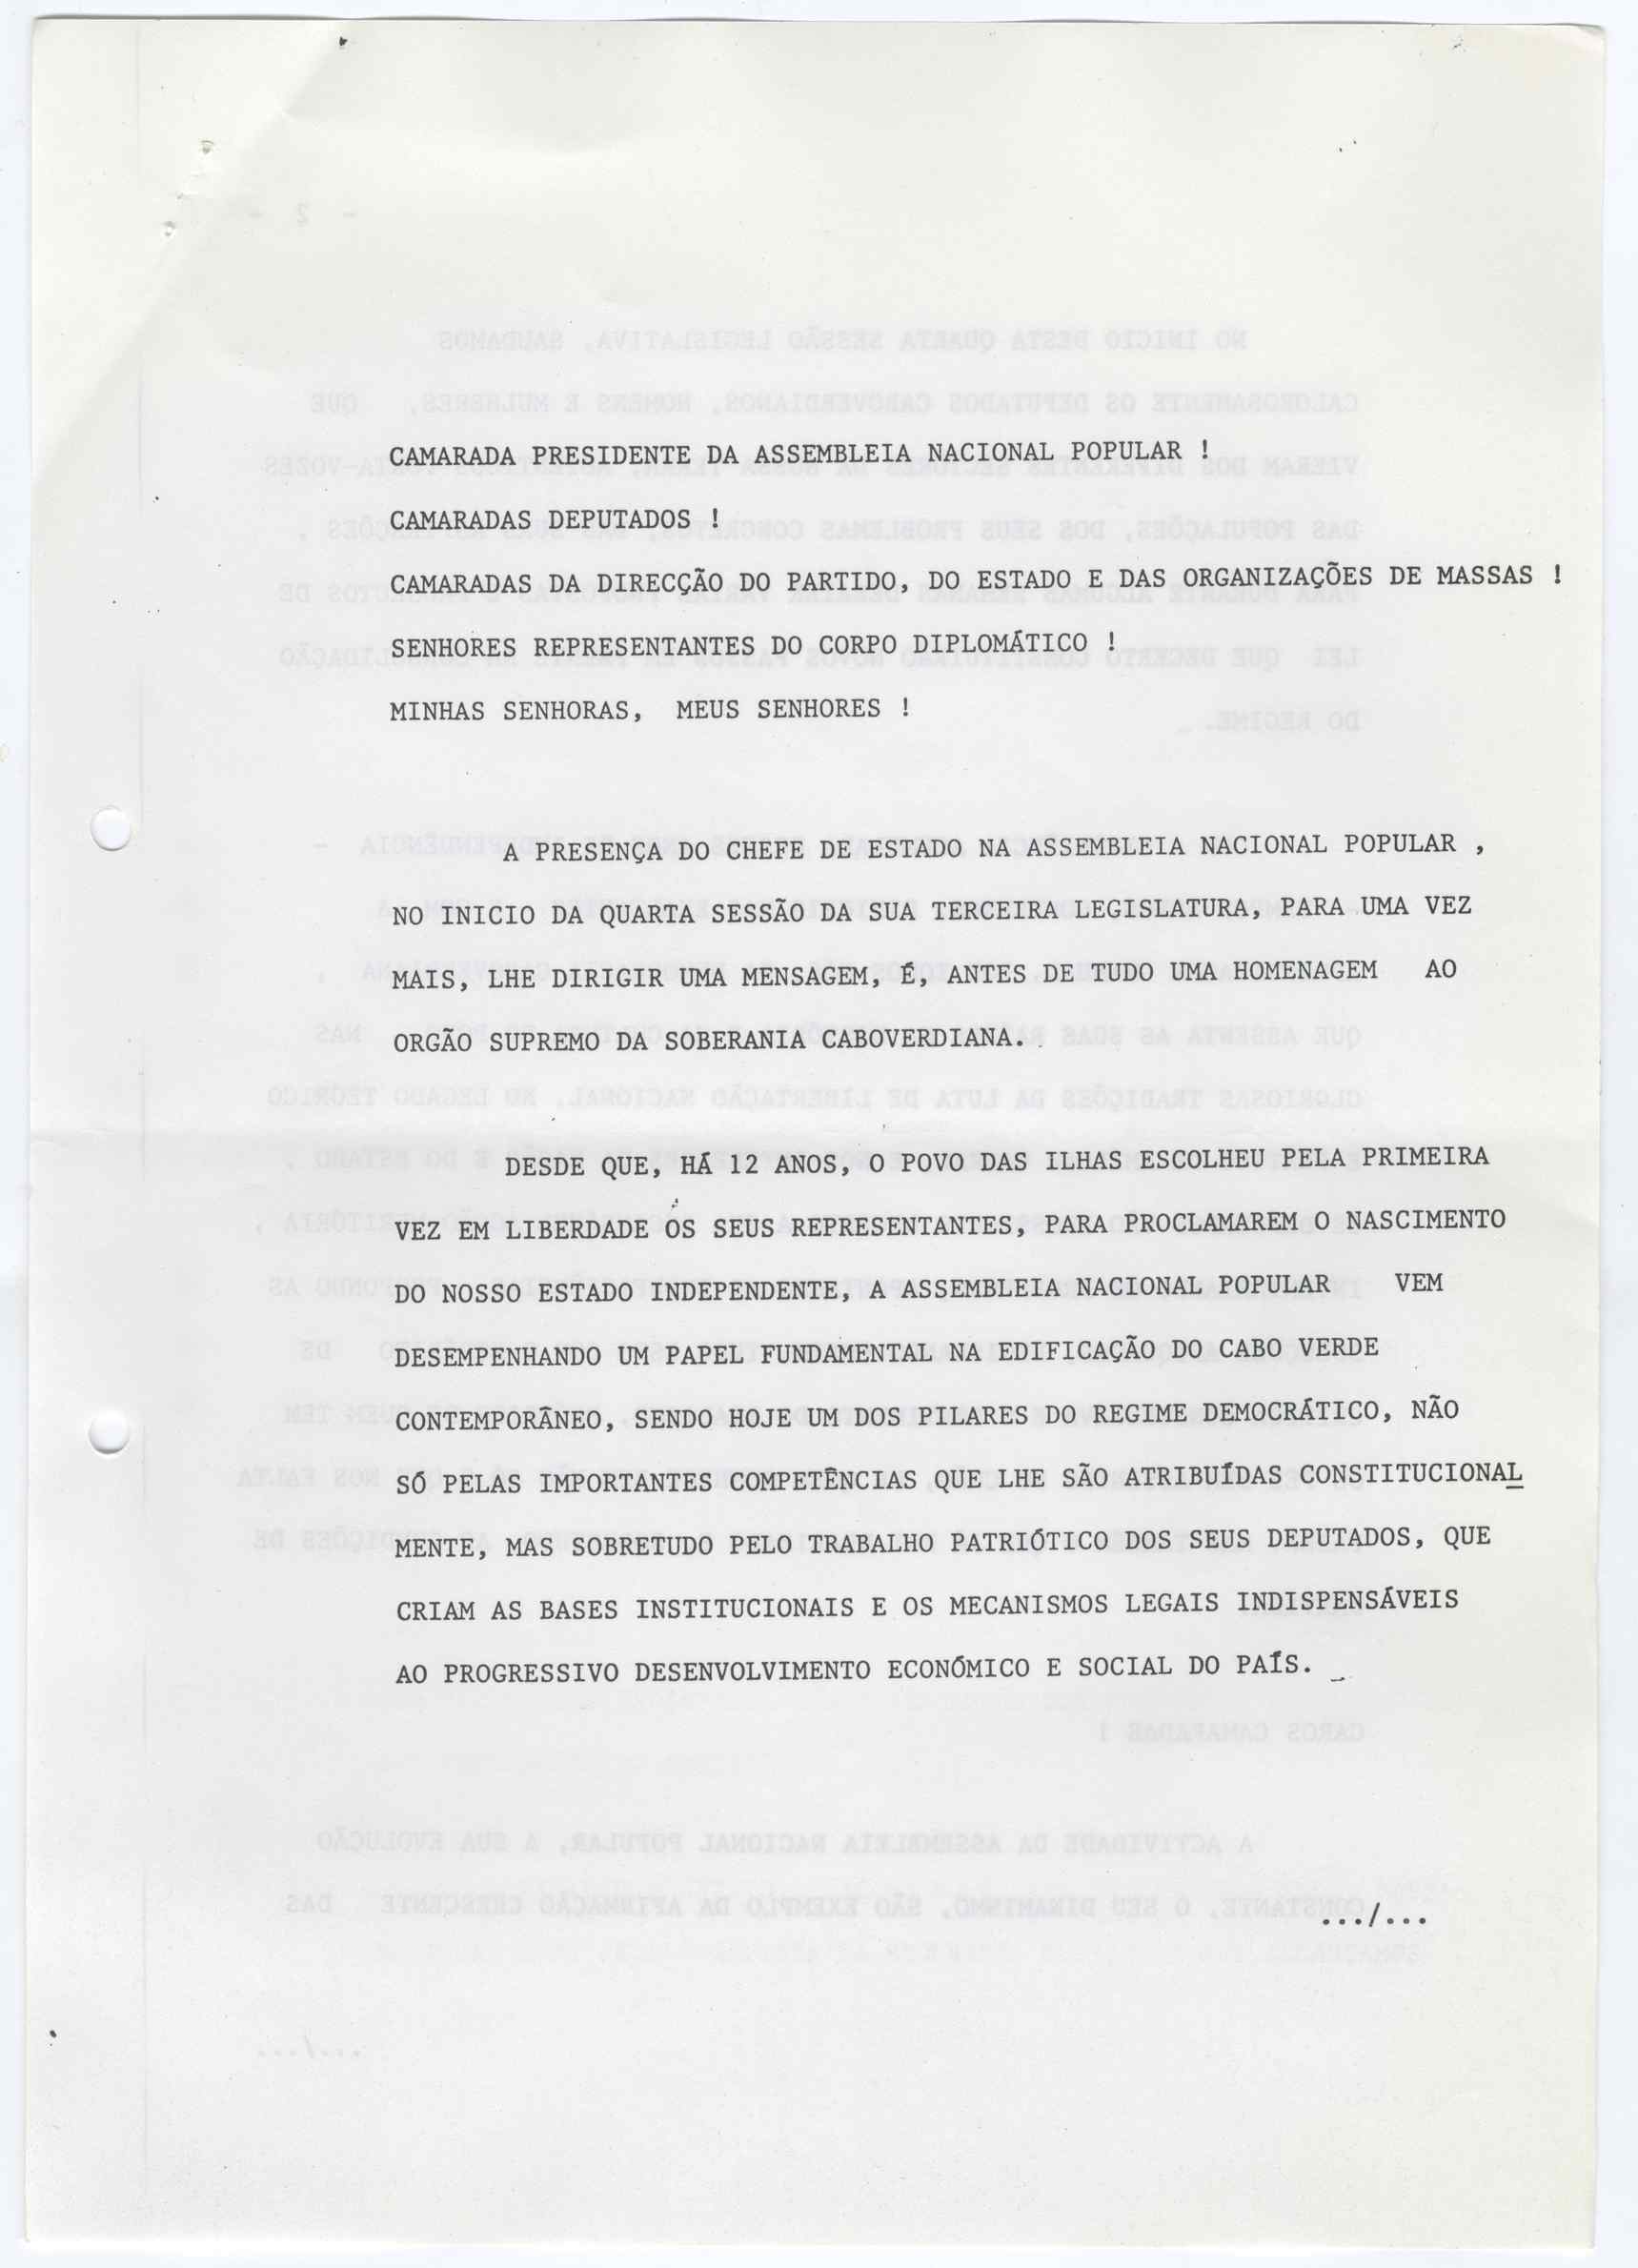 CAMARADA PRESIDENTE DA ASSEMBLEIA NACIONAL POPULAR !
CAMARADAS DEPUTADOS !
CAMARADAS DA DIRECÇÃO DO PARTIDO, DO ESTADO E DAS ORGANIZAÇÕES DE MASSAS !
SENHORES REPRESENTANTES DO CORPO DIPLOMÁTICO !
MINHAS SENHORAS, MEUS SENHORES !
A PRESENÇA DO CHEFE DE ESTADO NA ASSEMBLEIA NACIONAL POPULAR ,
NO INICIO DA QUARTA SESSÃO DA SUA TERCEIRA LEGISLATURA, PARA UMA VEZ
MAIS, LHE DIRIGIR UMA MENSAGEM, É, ANTES DE TUDO UMA HOMENAGEM AO
ORGÃO SUPREMO DA SOBERANIA CABOVERDIANA.
DESDE QUE, HÁ 12 ANOS, O POVO DAS ILHAS ESCOLHEU PELA PRIMEIRA
VEZ EM LIBERDADE OS SEUS REPRESENTANTES, PARA PROCLAMAREM O NASCIMENTO
DO NOSSO ESTADO INDEPENDENTE, A ASSEMBLEIA NACIONAL POPULAR VEM
DESEMPENHANDO UM PAPEL FUNDAMENTAL NA EDIFICAÇÃO DO CABO VERDE
CONTEMPORÂNEO, SENDO HOJE UM DOS PILARES DO REGIME DEMOCRÁTICO, NÃO
SÓ PELAS IMPORTANTES COMPETÊNCIAS QUE LHE SÃO ATRIBUÍDAS CONSTITUCIONAL
MENTE, MAS SOBRETUDO PELO TRABALHO PATRIÓTICO DOS SEUS DEPUTADOS, QUE
CRIAM AS BASES INSTITUCIONAIS E OS MECANISMOS LEGAIS INDISPENSÁVEIS
AO PROGRESSIVO DESENVOLVIMENTO ECONÓMICO E SOCIAL DO PAÍS. _
.../...